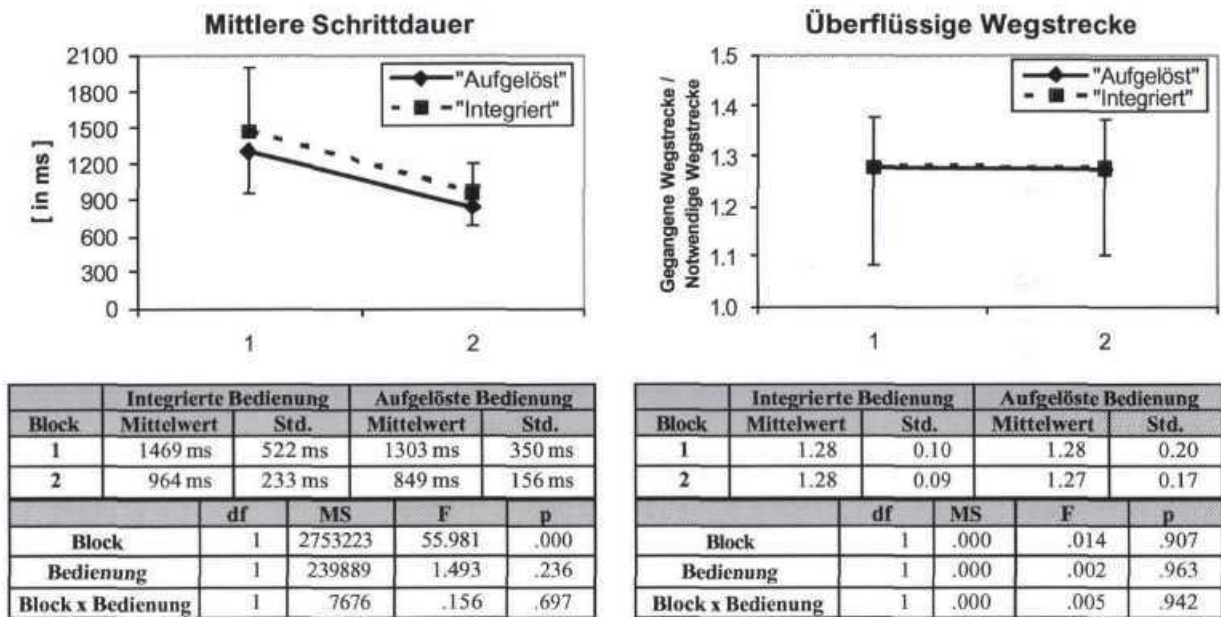 Mittlere Schrittdauer
[ in ms ]
2100
1800
1500
1200
900
600
300
0
"Aufgelöst"
"Integriert"
1 2
Integrierte Bedienung Aufgelöste Bedienung
Block Mittelwert Std. Mittelwert Std.
1 1469 ms 522 ms 1303 ms 350 ms
2 964 ms 233 ms 849 ms 156 ms
df MS F p
Block 1 2753223 55.981 .000
Bedienung 1 239889 1.493 .236
Block x Bedienung 1 7676 .156 .697
Überflüssige Wegstrecke
Gegangene Wegstrecke /
Notwendige Wegstrecke
1.5
1.4
1.3
1.2
1.1
1.0
"Aufgelöst"
"Integriert"
1 2
Integrierte Bedienung Aufgelöste Bedienung
Block Mittelwert Std. Mittelwert Std.
1 1.28 0.10 1.28 0.20
2 1.28 0.09 1.27 0.17
df MS F p
Block 1 .000 .014 .907
Bedienung 1 .000 .002 .963
Block x Bedienung 1 .000 .005 .942